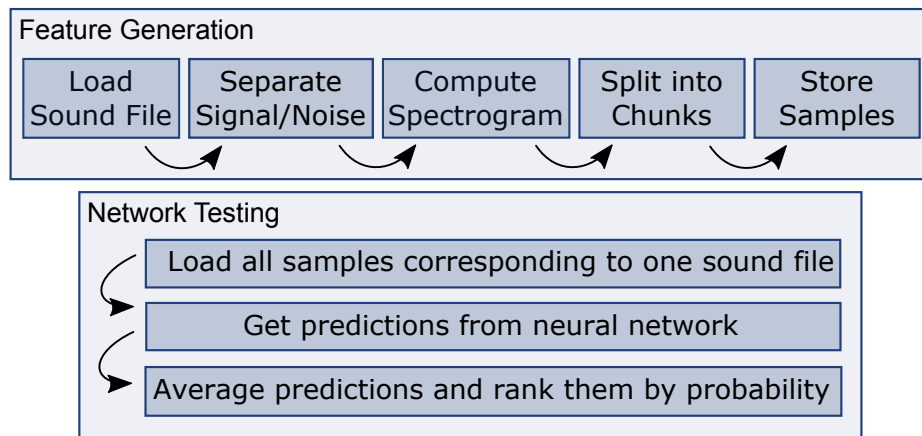 Feature Generation
Load
Sound File
Separate
Signal/Noise
Compute
Spectrogram
Split into
Chunks
Store
Samples
Network Testing
Load all samples corresponding to one sound file
Get predictions from neural network
Average predictions and rank them by probability